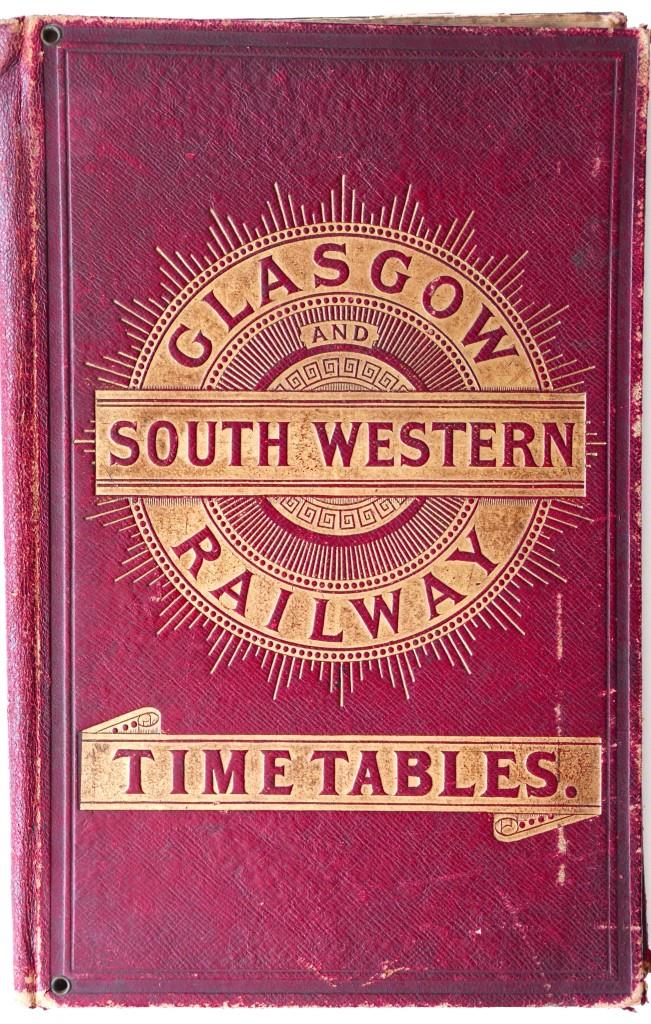 GLASGOW
AND
SOUTH WESTERN
RAILWAY
TIME TABLES.